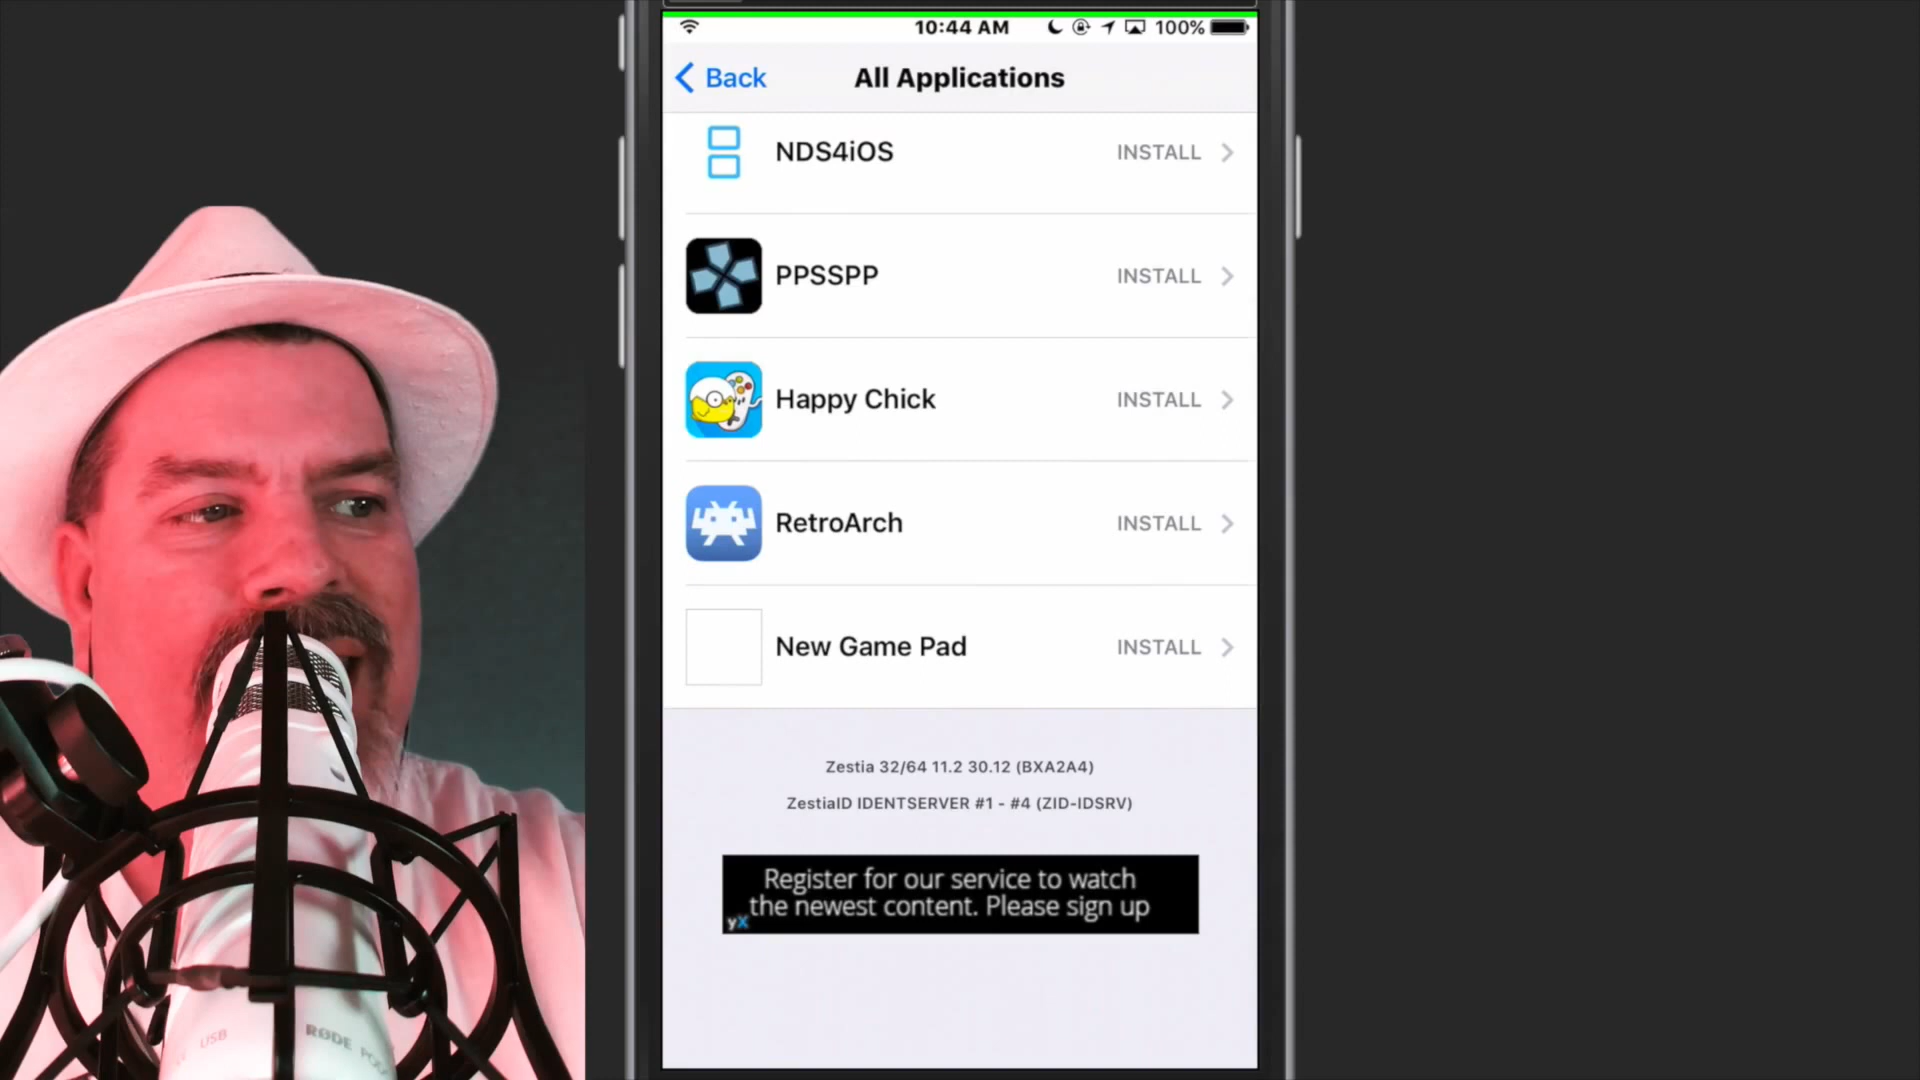 10:44 AM 100%
Back All Applications
NDS4iOS INSTALL
PPSSPP INSTALL
Happy Chick INSTALL
RetroArch INSTALL
New Game Pad INSTALL
Zestia 32/64 11.2 30.12 (BXA2A4)
ZestiaID IDENTSERVER #1 - #4 (ZID-IDSRV)
Register for our service to watch
the newest content. Please sign up
yX
USB RØDE